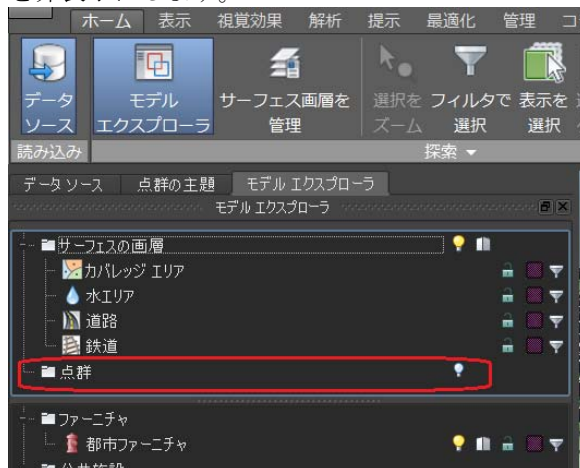 ホーム 表示 視覚効果 解析 提示 最適化 管理 コ
データ
ソース
モデル
エクスプローラ
サーフェス画層を
管理
選択を
ズーム
フィルタで
選択
表示を
選択
読み込み
探索
データソース 点群の主題 モデル エクスプローラ
モデル エクスプローラ
サーフェスの画層
カバレッジ エリア
水エリア
道路
鉄道
点群
ファーニチャ
都市ファーニチャ